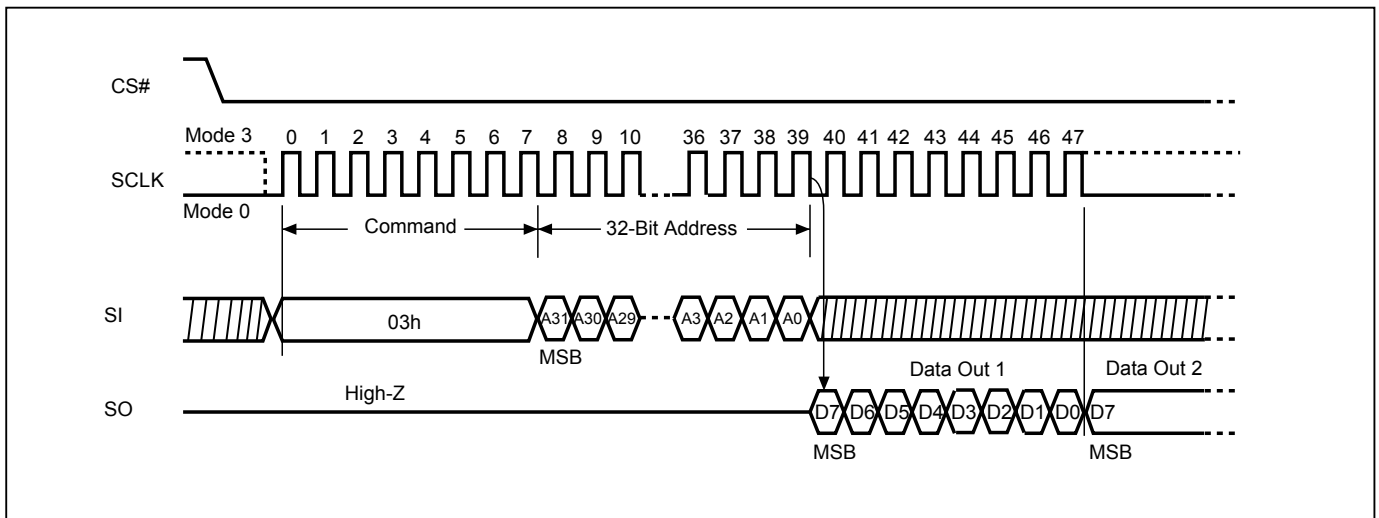 CS#
Mode 3
0 1 2 3 4 5 6 7 8 9 10 36 37 38 39 40 41 42 43 44 45 46 47
SCLK
Mode 0
Command
32-Bit Address
SI
03h
A31 A30 A29 A3 A2 A1 A0
MSB
Data Out 1
Data Out 2
High-Z
SO
D7 D6 D5 D4 D3 D2 D1 D0 D7
MSB
MSB